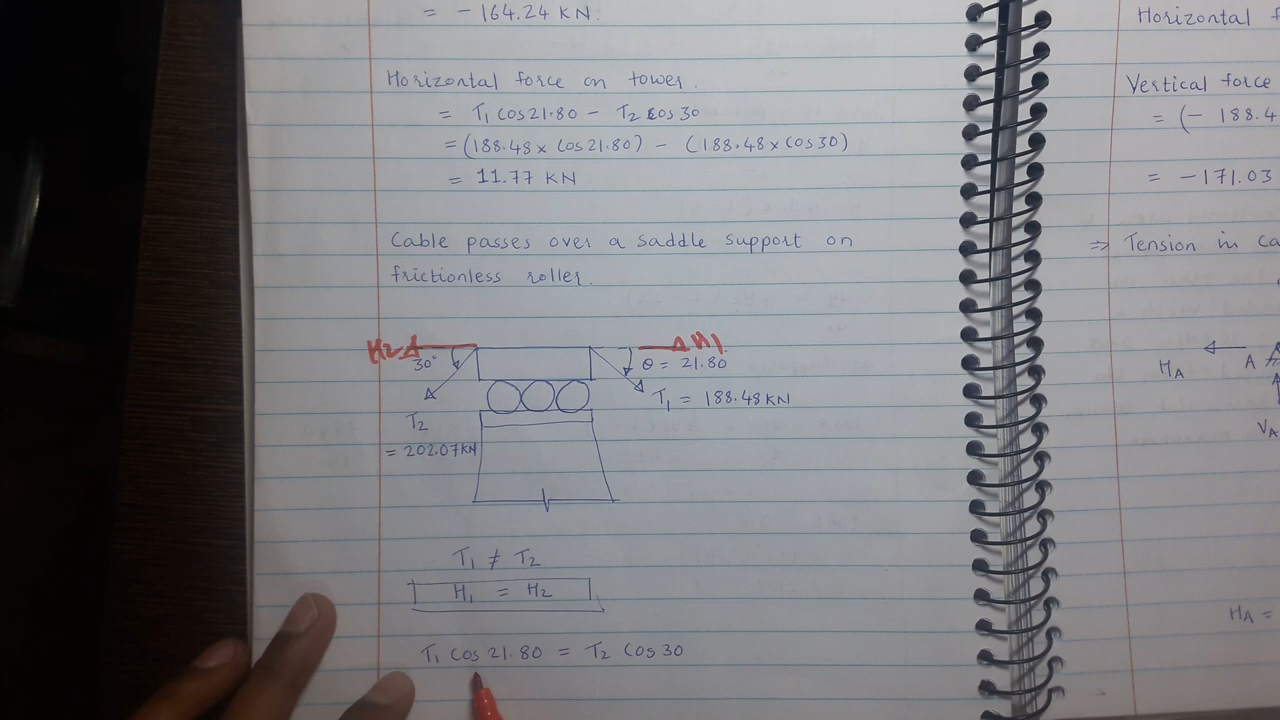 = - 164.24 KN.
Horizontal force on tower.
= T₁ cos 21.80 - T₂ cos 30
= (188.48 x cos 21.80) - (188.48 x cos 30)
= 11.77 KN
Cable passes over a saddle support on
frictionless roller.
H2
H1.
30°
θ = 21.80
T₁ = 188.48 KN
T₂
= 202.07 KN
T₁ ≠ T₂
H₁ = H₂
T₁ cos 21.80 = T₂ cos 30
Horizontal
Vertical force
= (- 188.4
= -171.03
⇒ Tension in Ca
H_A
A
V_A
H_A =